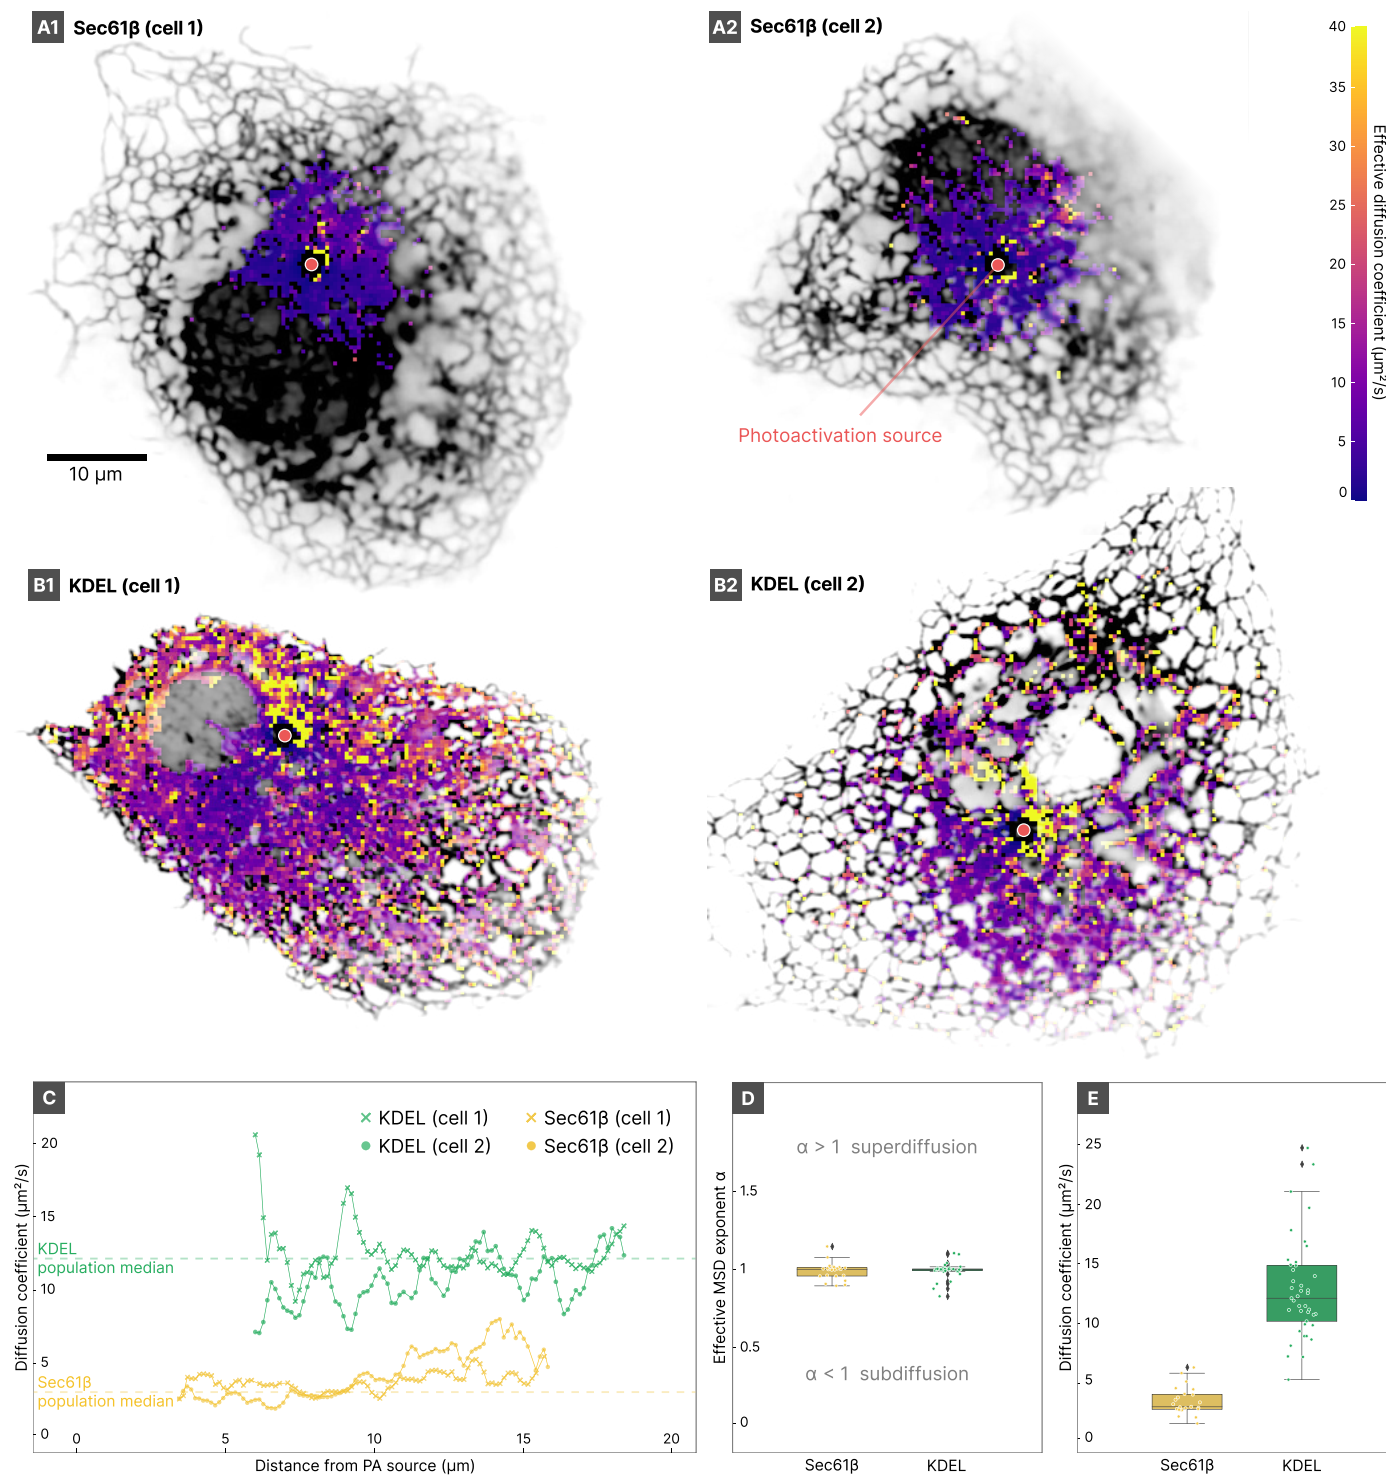 A1 Sec61β (cell 1)
A2 Sec61β (cell 2)
40
35
30
25
20
15
10
5
0
Effective diffusion coefficient (μm²/s)
Photoactivation source
10 μm
B1 KDEL (cell 1)
B2 KDEL (cell 2)
C
KDEL (cell 1)
Sec61β (cell 1)
KDEL (cell 2)
Sec61β (cell 2)
20
15
10
5
0
Diffusion coefficient (μm²/s)
KDEL
population median
Sec61β
population median
0 5 10 15 20
Distance from PA source (μm)
D
α > 1 superdiffusion
1.5
1
0.5
0
Effective MSD exponent α
α < 1 subdiffusion
Sec61β KDEL
E
25
20
15
10
5
0
Diffusion coefficient (μm²/s)
Sec61β KDEL